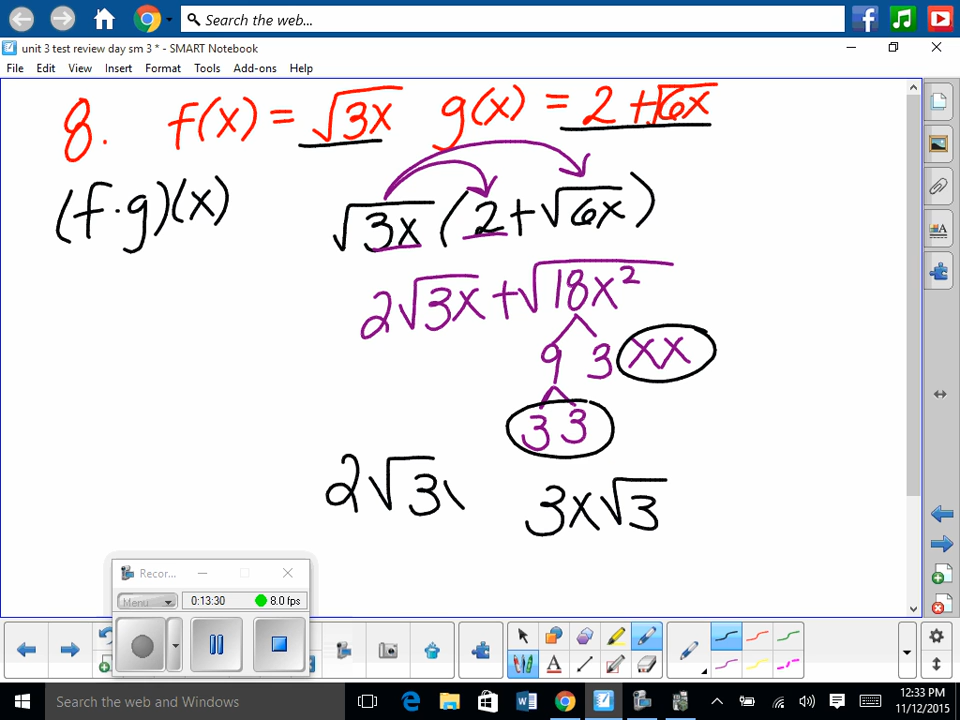 Search the web...
unit 3 test review day sm 3 * - SMART Notebook
File Edit View Insert Format Tools Add-ons Help
8. f(x) = √3x g(x) = 2 + √6x
(f·g)(x) √3x (2 + √6x)
2√3x + √18x²
9 3 xx
3 3
2√3 3x√3
Recor...
Menu 0:13:30 8.0 fps
A
Search the web and Windows
12:33 PM
11/12/2015